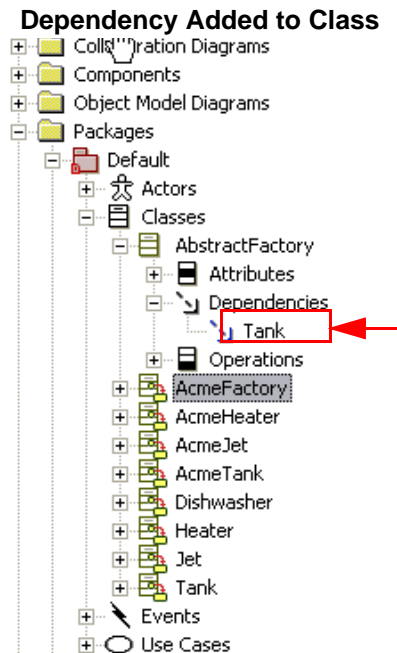 Dependency Added to Class
Diagrams
Components
Object Model Diagrams
Packages
Default
Actors
Classes
AbstractFactory
Attributes
Dependencies
Tank
Operations
AcmeFactory
AcmeHeater
AcmeJet
AcmeTank
Dishwasher
Heater
Jet
Tank
Events
Use Cases